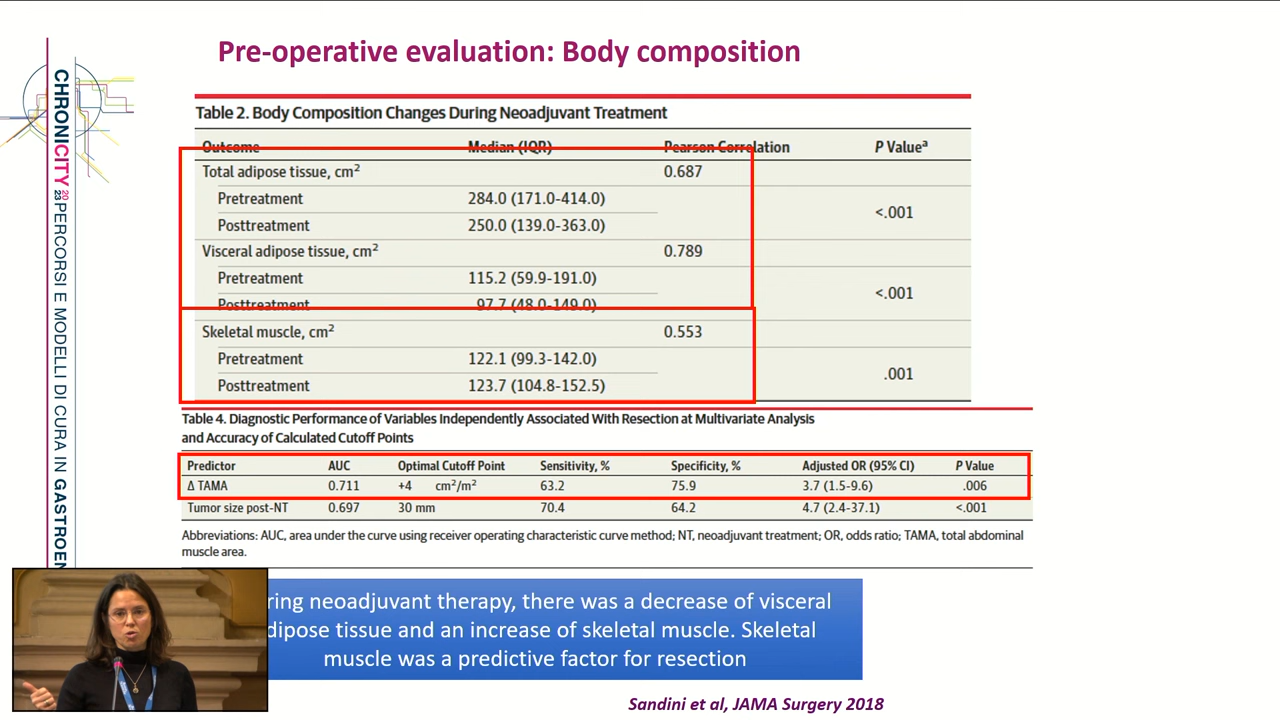 Pre-operative evaluation: Body composition
CHRONICITY 20 23 PERCORSI E MODELLI DI CURA IN GASTROEN
Table 2. Body Composition Changes During Neoadjuvant Treatment
Outcome Median (IQR) Pearson Correlation P Valueª
Total adipose tissue, cm² 0.687
Pretreatment 284.0 (171.0-414.0)
<.001
Posttreatment 250.0 (139.0-363.0)
Visceral adipose tissue, cm² 0.789
Pretreatment 115.2 (59.9-191.0)
<.001
Posttreatment 97.7 (48.0-149.0)
Skeletal muscle, cm² 0.553
Pretreatment 122.1 (99.3-142.0)
.001
Posttreatment 123.7 (104.8-152.5)
Table 4. Diagnostic Performance of Variables Independently Associated With Resection at Multivariate Analysis
and Accuracy of Calculated Cutoff Points
Predictor AUC Optimal Cutoff Point Sensitivity, % Specificity, % Adjusted OR (95% CI) P Value
Δ TAMA 0.711 +4 cm²/m² 63.2 75.9 3.7 (1.5-9.6) .006
Tumor size post-NT 0.697 30 mm 70.4 64.2 4.7 (2.4-37.1) <.001
Abbreviations: AUC, area under the curve using receiver operating characteristic curve method; NT, neoadjuvant treatment; OR, odds ratio; TAMA, total abdominal
muscle area.
ring neoadjuvant therapy, there was a decrease of visceral
dipose tissue and an increase of skeletal muscle. Skeletal
muscle was a predictive factor for resection
Sandini et al, JAMA Surgery 2018